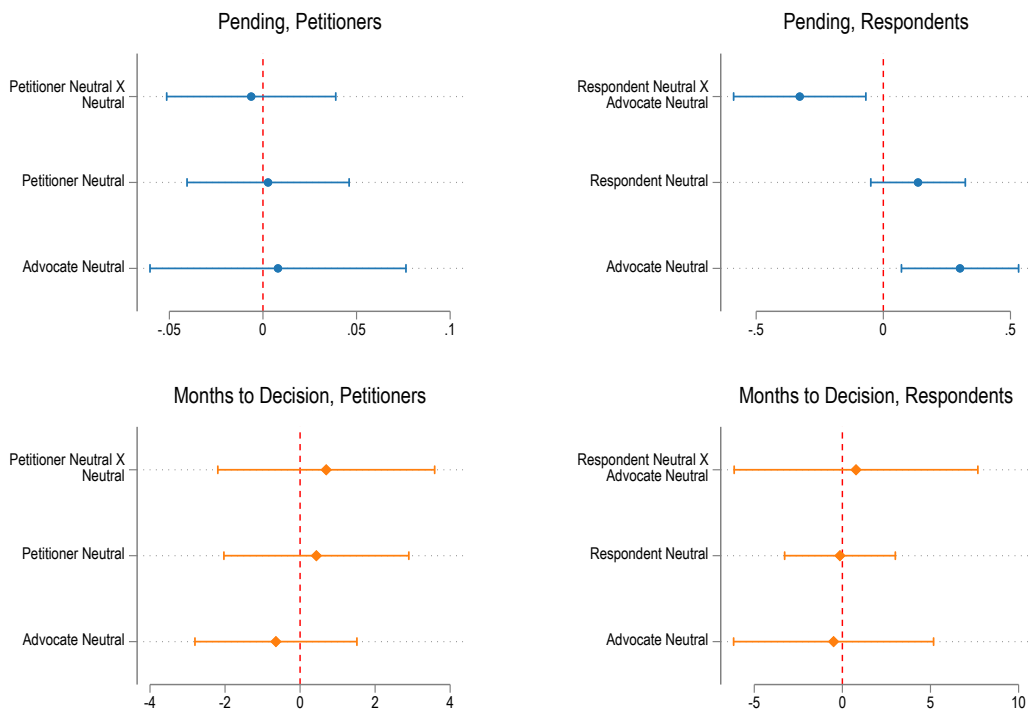 Pending, Petitioners
Petitioner Neutral X
Neutral
Petitioner Neutral
Advocate Neutral
-.05 0 .05 .1
Pending, Respondents
Respondent Neutral X
Advocate Neutral
Respondent Neutral
Advocate Neutral
-.5 0 .5
Months to Decision, Petitioners
Petitioner Neutral X
Neutral
Petitioner Neutral
Advocate Neutral
-4 -2 0 2 4
Months to Decision, Respondents
Respondent Neutral X
Advocate Neutral
Respondent Neutral
Advocate Neutral
-5 0 5 10